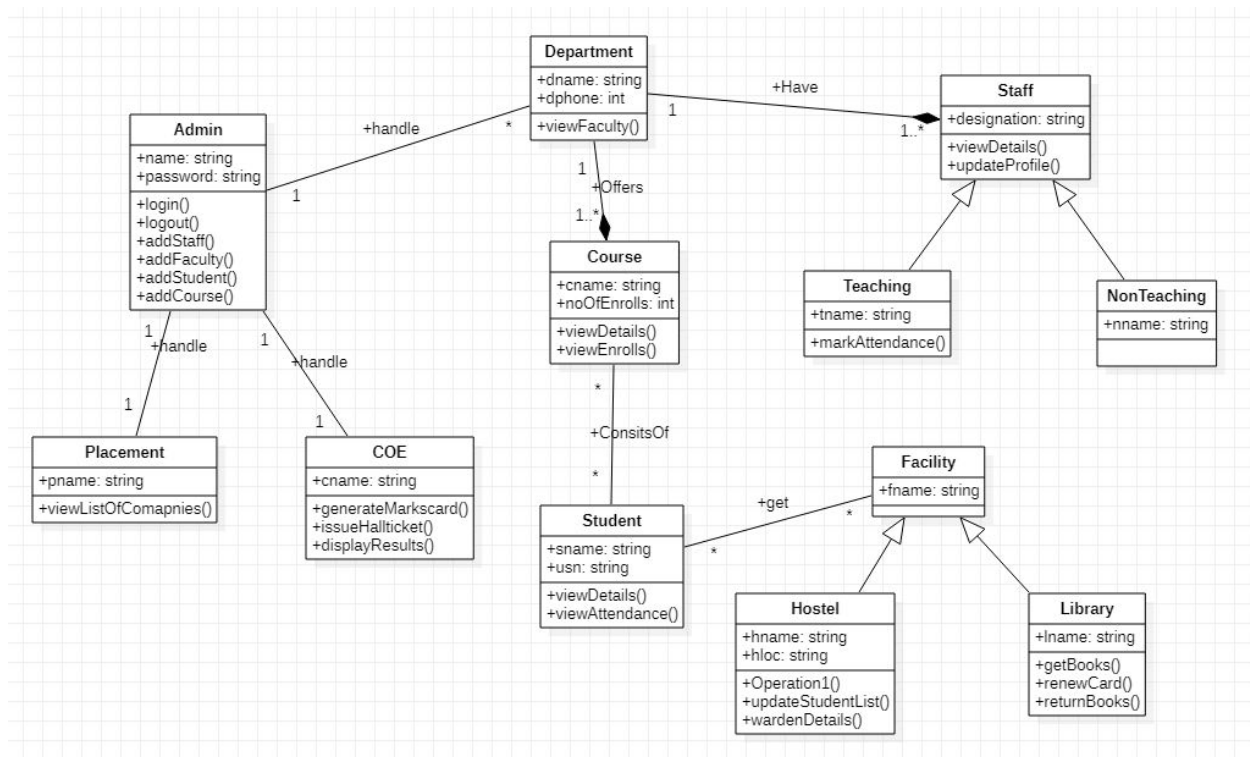 Department
+dname: string
+dphone: int
+viewFaculty()
+Have
1
1..*
Staff
+designation: string
+viewDetails()
+updateProfile()
Admin
+name: string
+password: string
+login()
+logout()
+addStaff()
+addFaculty()
+addStudent()
+addCourse()
+handle
*
1
1
+Offers
1..*
Course
+cname: string
+noOfEnrolls: int
+viewDetails()
+viewEnrolls()
Teaching
+tname: string
+markAttendance()
NonTeaching
+nname: string
1
+handle
1
1
+handle
1
Placement
+pname: string
+viewListOfComapnies()
COE
+cname: string
+generateMarkscard()
+issueHallticket()
+displayResults()
*
+ConsitsOf
*
Student
+sname: string
+usn: string
+viewDetails()
+viewAttendance()
+get
*
*
Facility
+fname: string
Hostel
+hname: string
+hloc: string
+Operation1()
+updateStudentList()
+wardenDetails()
Library
+lname: string
+getBooks()
+renewCard()
+returnBooks()